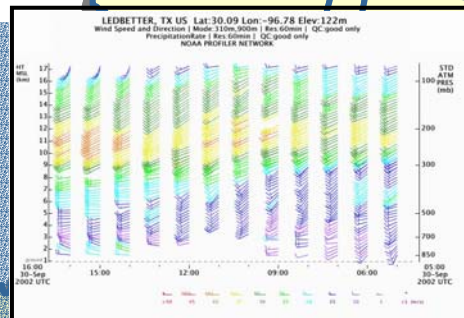 LEDBETTER, TX US Lat:30.09 Lon:-96.78 Elev:122m
Wind Speed and Direction | Mode:310m,900m | Res:60min | QC:good only
PrecipitationRate | Res:60min | QC:good only
NOAA PROFILER NETWORK
HT MSL (km)
STD ATM PRES (mb)
17
16
15
14
13
12
11
10
9
8
7
6
5
4
3
2
1
100
200
300
500
700
850
16:00 15:00 12:00 09:00 06:00 05:00
30-Sep 30-Sep
2002 UTC 2002 UTC